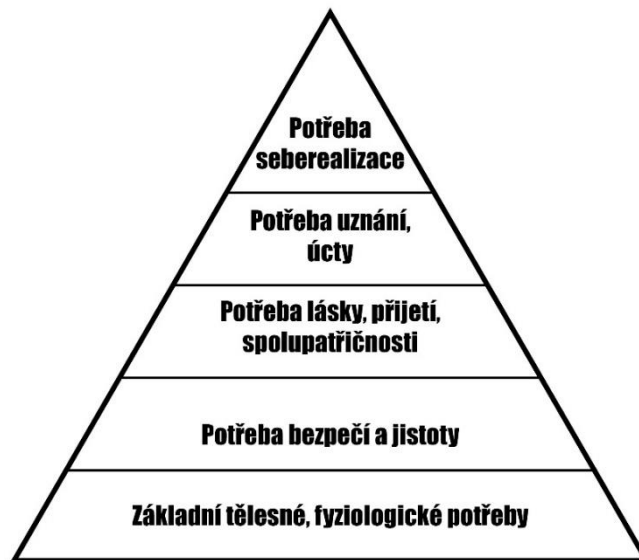 Potřeba
seberealizace
Potřeba uznání,
úcty
Potřeba lásky, přijetí,
spolupatřičnosti
Potřeba bezpečí a jistoty
Základní tělesné, fyziologické potřeby